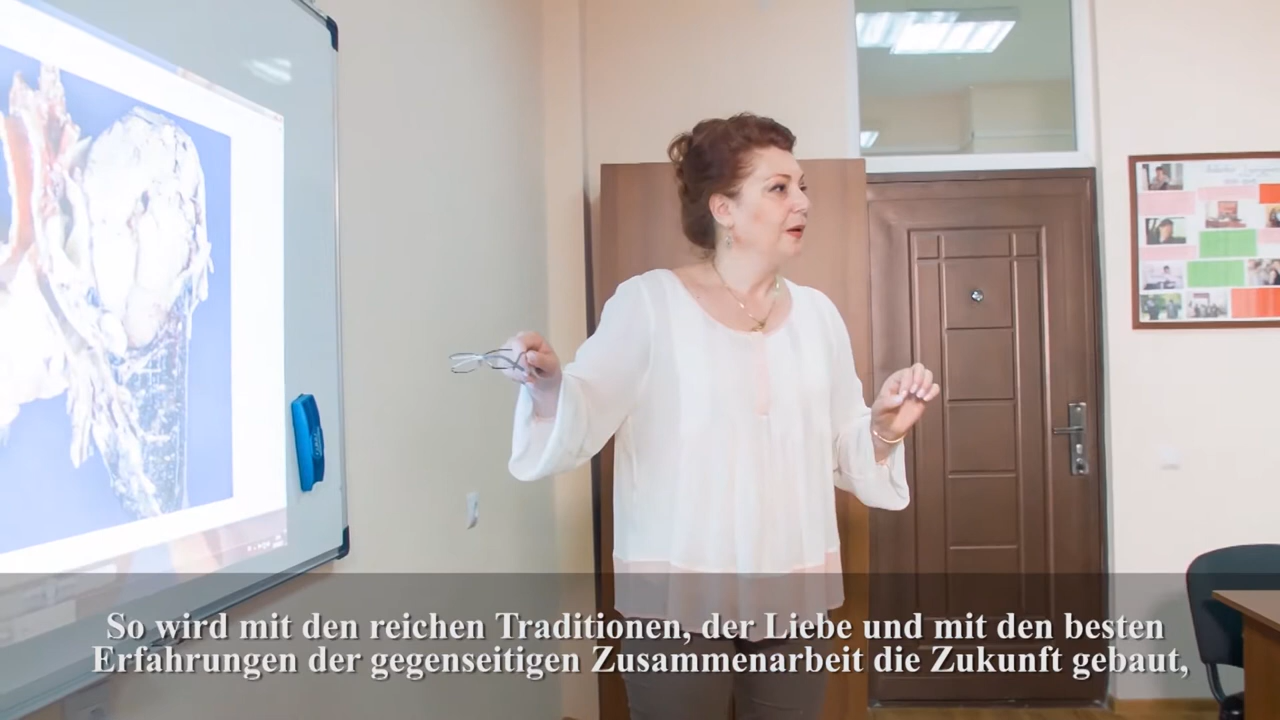 So wird mit den reichen Traditionen, der Liebe und mit den besten
Erfahrungen der gegenseitigen Zusammenarbeit die Zukunft gebaut,